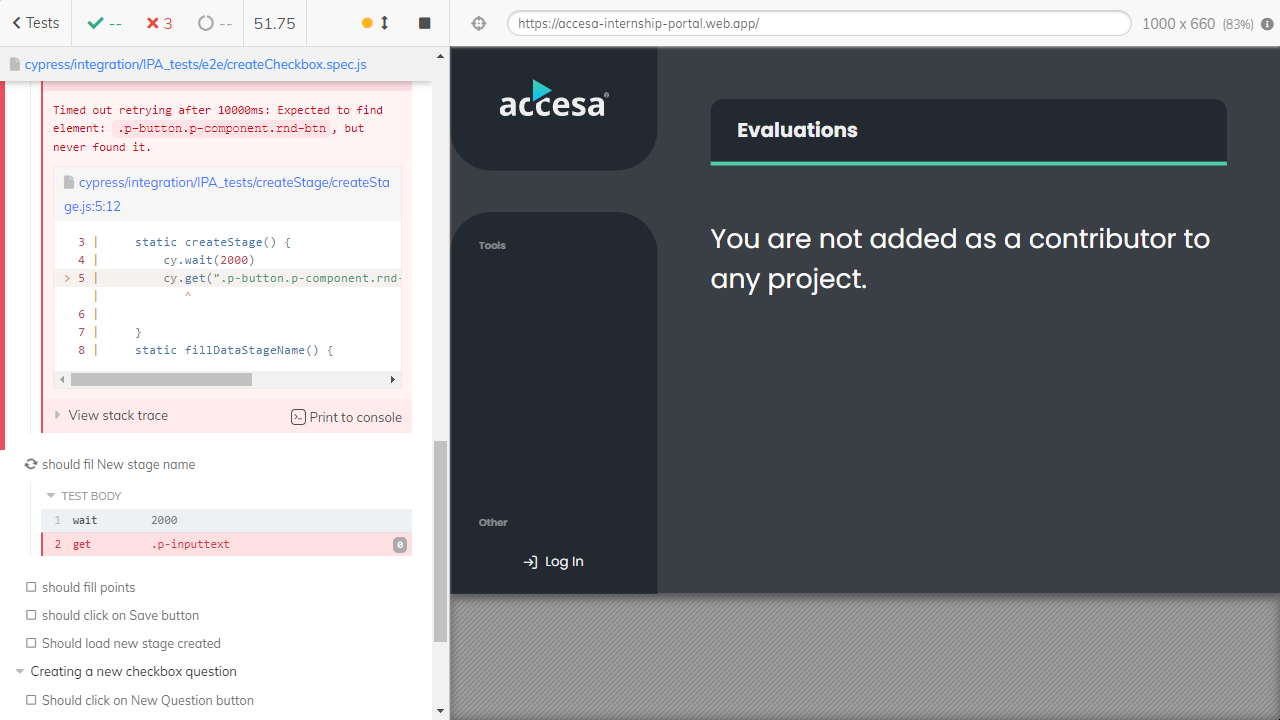 Tests
--
3
--
51.75
https://accesa-internship-portal.web.app/
1000 x 660 (83%)
cypress/integration/IPA_tests/e2e/createCheckbox.spec.js
Timed out retrying after 10000ms: Expected to find
element: .p-button.p-component.rnd-btn, but
never found it.
cypress/integration/IPA_tests/createStage/createSta
ge.js:5:12
3 | static createStage() {
4 | cy.wait(2000)
> 5 | cy.get(".p-button.p-component.rnd-
| ^
6 |
7 | }
8 | static fillDataStageName() {
View stack trace
Print to console
should fil New stage name
TEST BODY
1 wait 2000
2 get .p-inputtext 0
should fill points
should click on Save button
Should load new stage created
Creating a new checkbox question
Should click on New Question button
accesa®
Tools
Other
Log In
Evaluations
You are not added as a contributor to
any project.